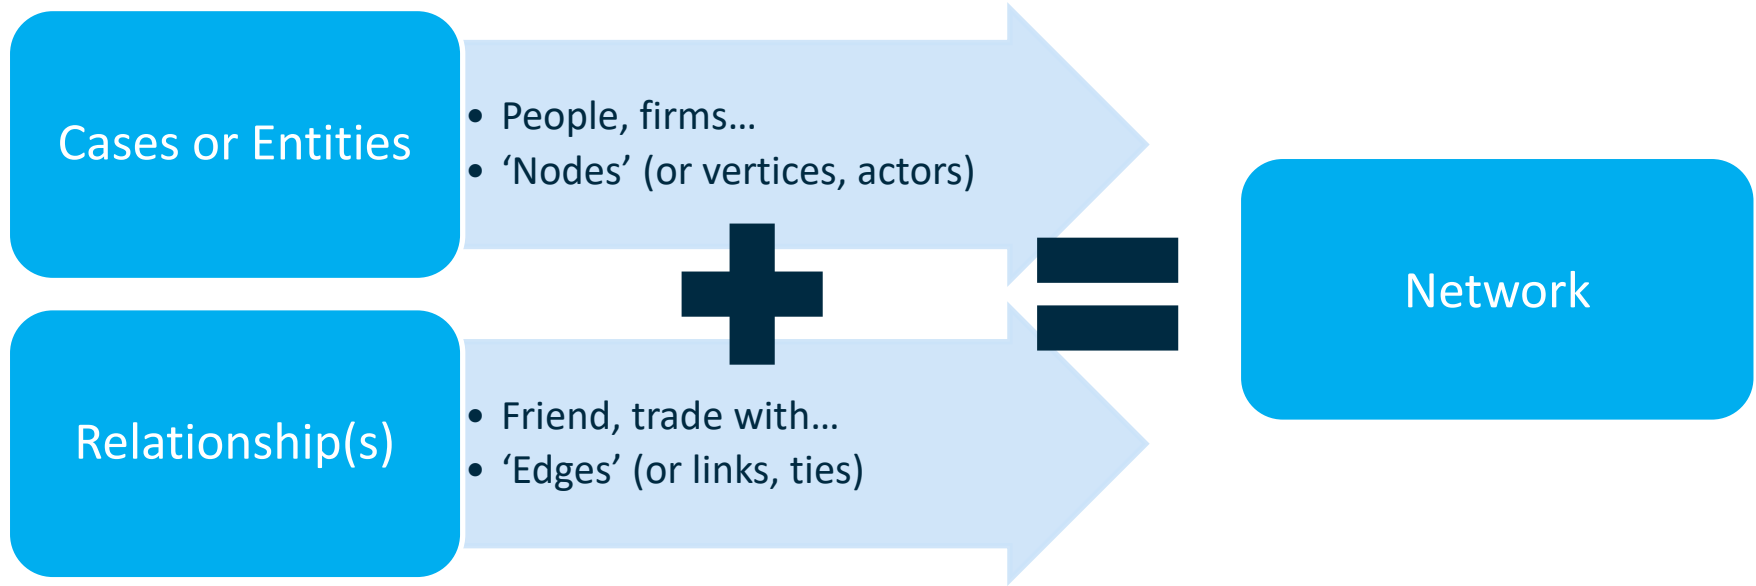 Cases or Entities
• People, firms…
• ‘Nodes’ (or vertices, actors)
Relationship(s)
• Friend, trade with…
• ‘Edges’ (or links, ties)
Network